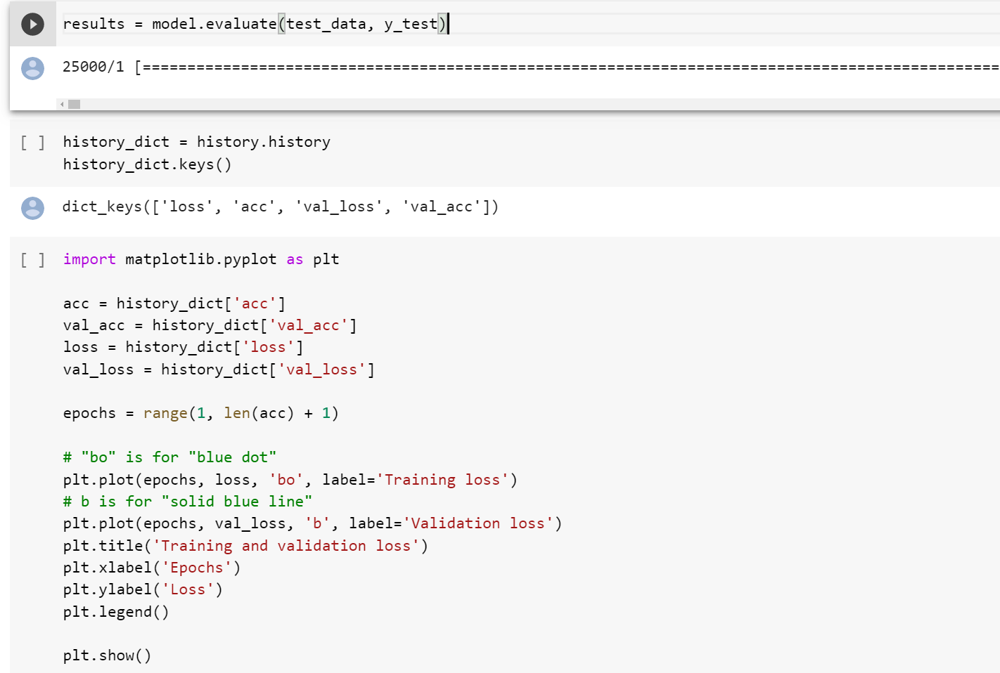 results = model.evaluate(test_data, y_test)
25000/1 [================================================================================================
[ ] history_dict = history.history
history_dict.keys()
dict_keys(['loss', 'acc', 'val_loss', 'val_acc'])
[ ] import matplotlib.pyplot as plt
acc = history_dict['acc']
val_acc = history_dict['val_acc']
loss = history_dict['loss']
val_loss = history_dict['val_loss']
epochs = range(1, len(acc) + 1)
# "bo" is for "blue dot"
plt.plot(epochs, loss, 'bo', label='Training loss')
# b is for "solid blue line"
plt.plot(epochs, val_loss, 'b', label='Validation loss')
plt.title('Training and validation loss')
plt.xlabel('Epochs')
plt.ylabel('Loss')
plt.legend()
plt.show()